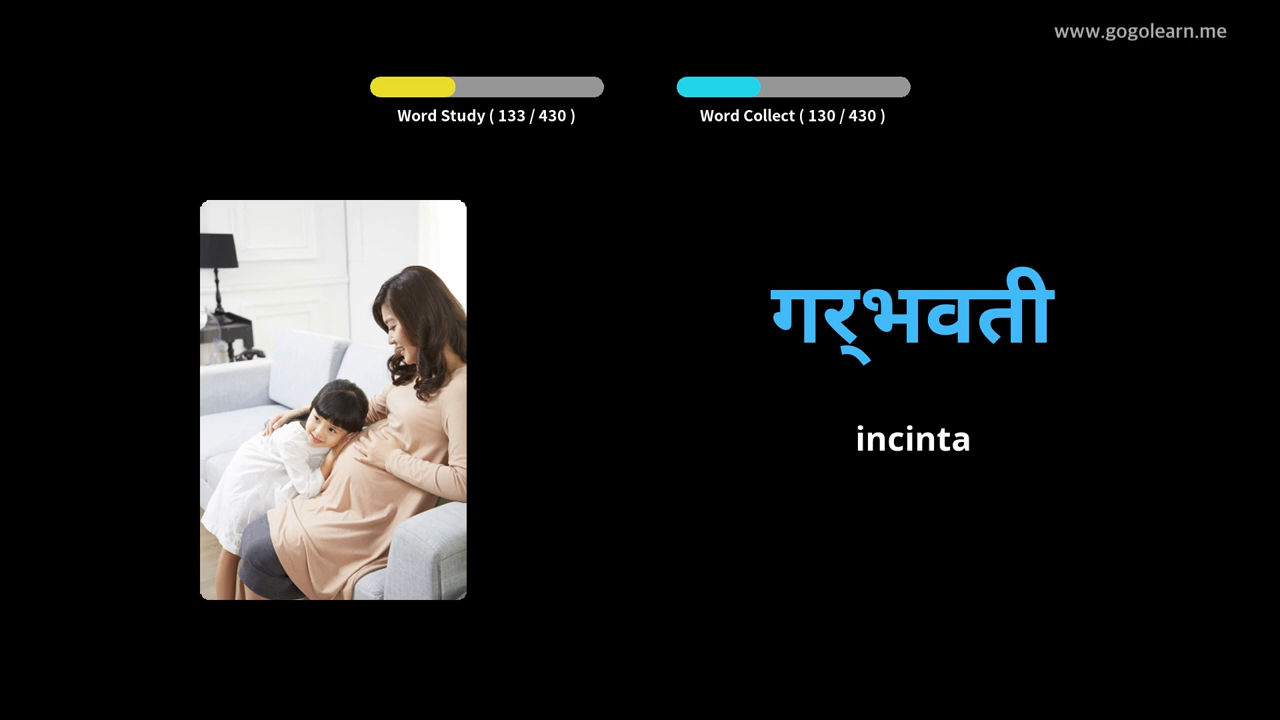 www.gogolearn.me
Word Study ( 133 / 430 )
Word Collect ( 130 / 430 )
गर्‌भवती
incinta